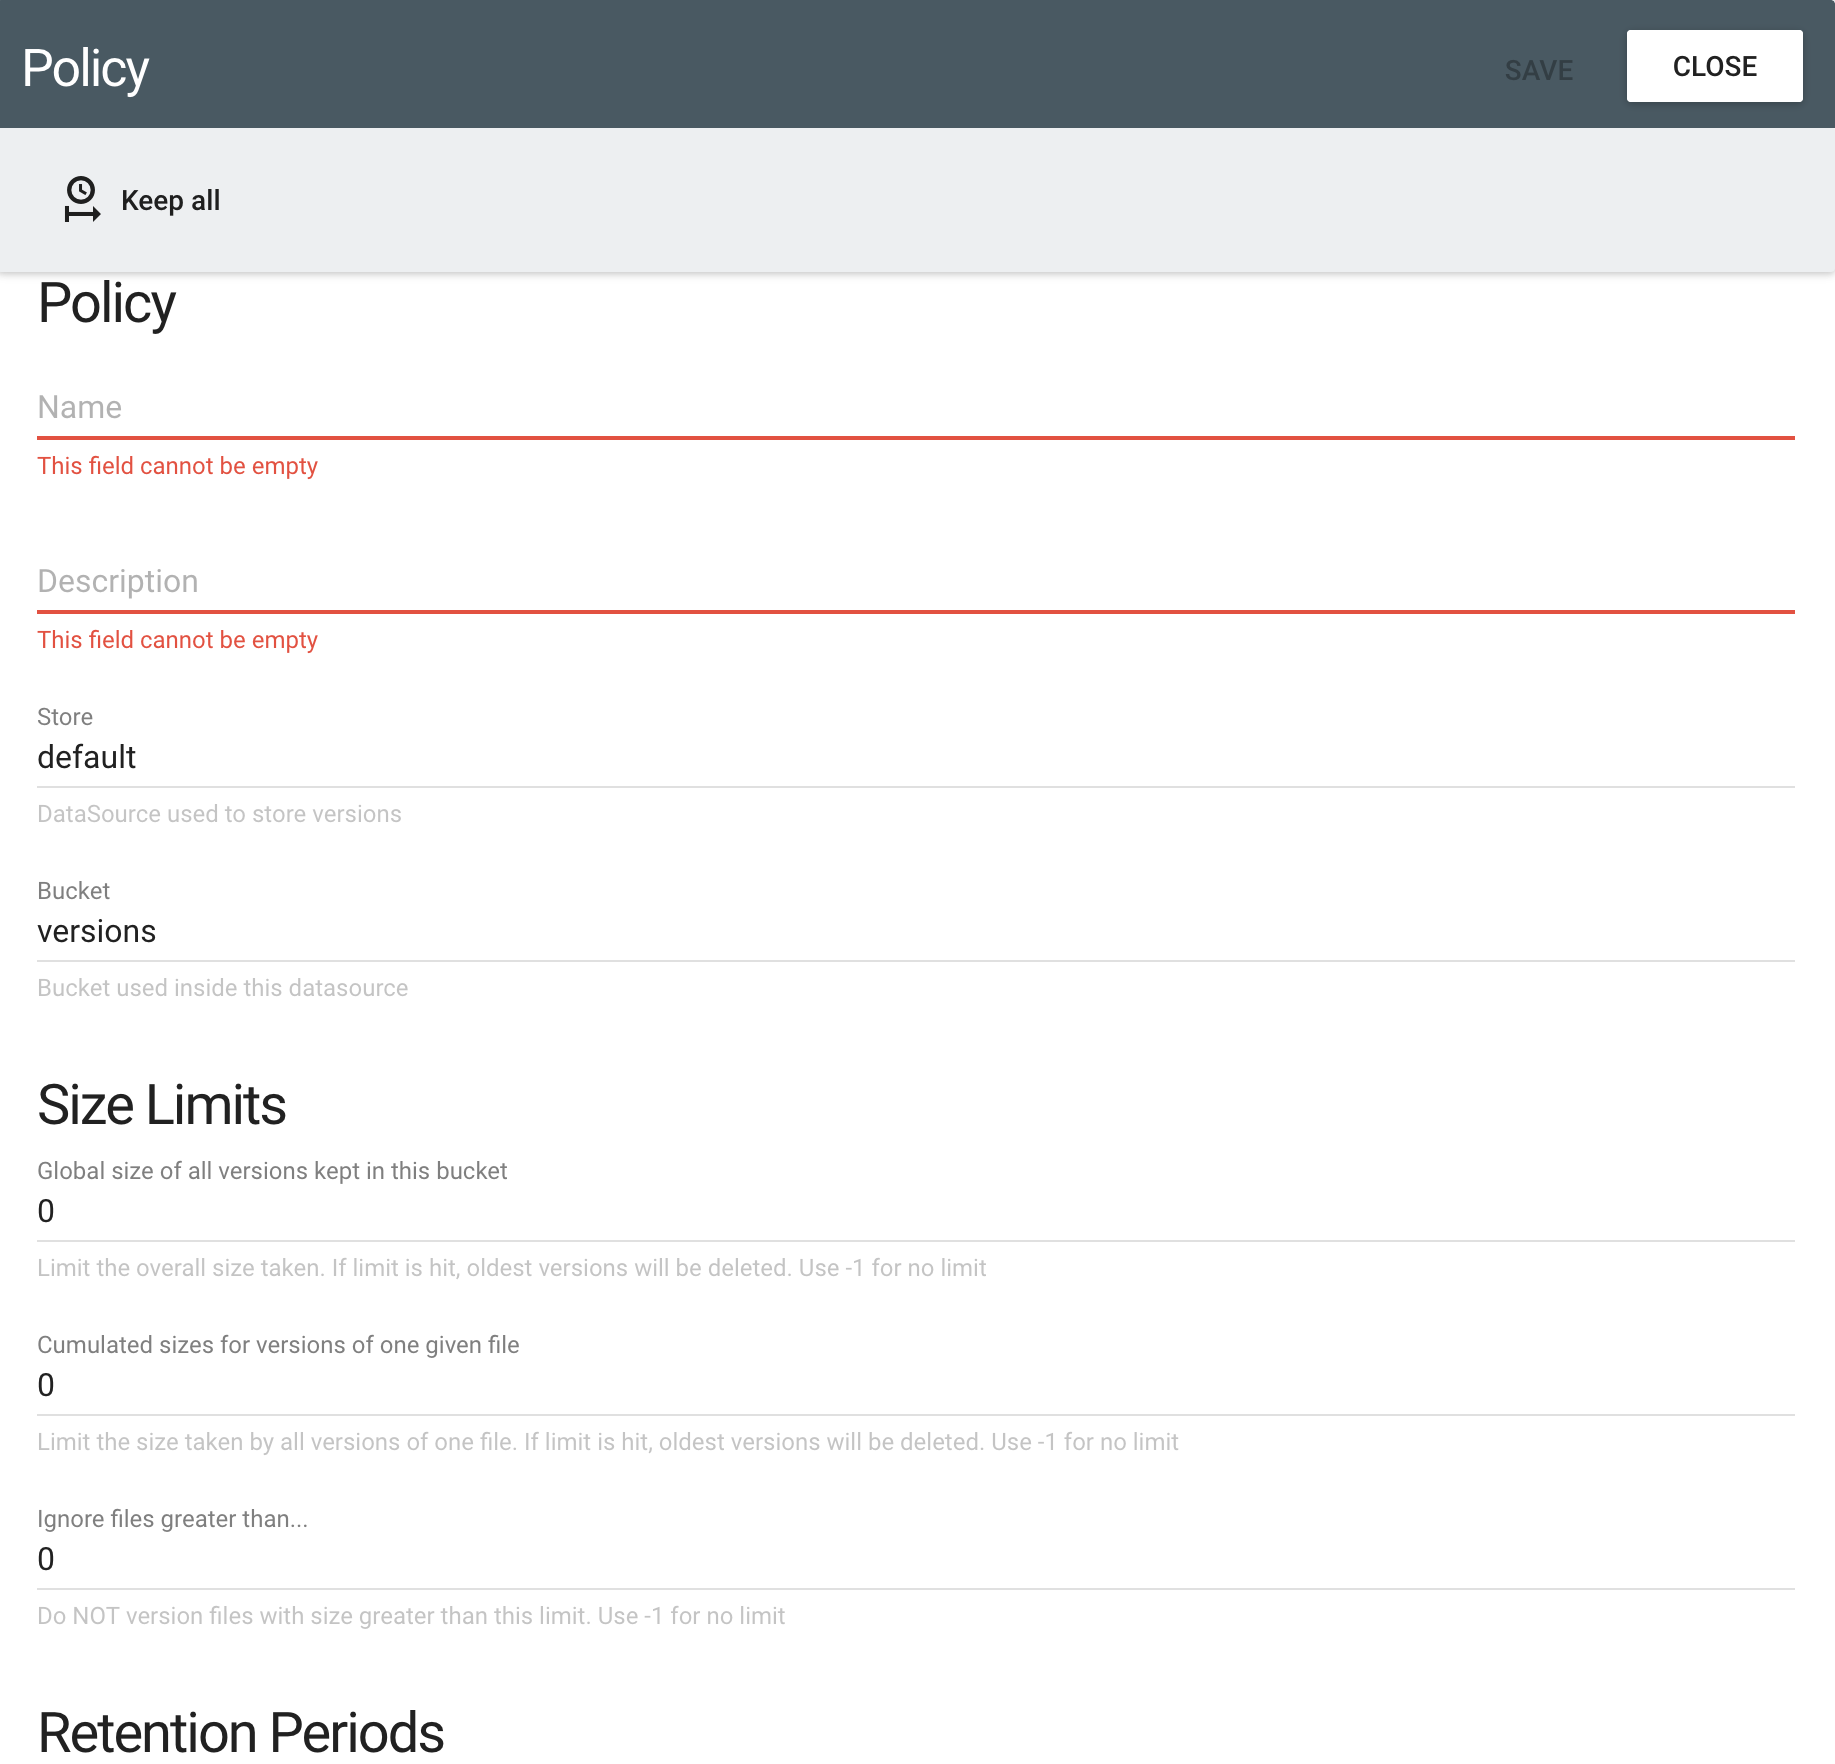 Policy
SAVE
CLOSE
Keep all
Policy
Name
This field cannot be empty
Description
This field cannot be empty
Store
default
DataSource used to store versions
Bucket
versions
Bucket used inside this datasource
Size Limits
Global size of all versions kept in this bucket
0
Limit the overall size taken. If limit is hit, oldest versions will be deleted. Use -1 for no limit
Cumulated sizes for versions of one given file
0
Limit the size taken by all versions of one file. If limit is hit, oldest versions will be deleted. Use -1 for no limit
Ignore files greater than...
0
Do NOT version files with size greater than this limit. Use -1 for no limit
Retention Periods